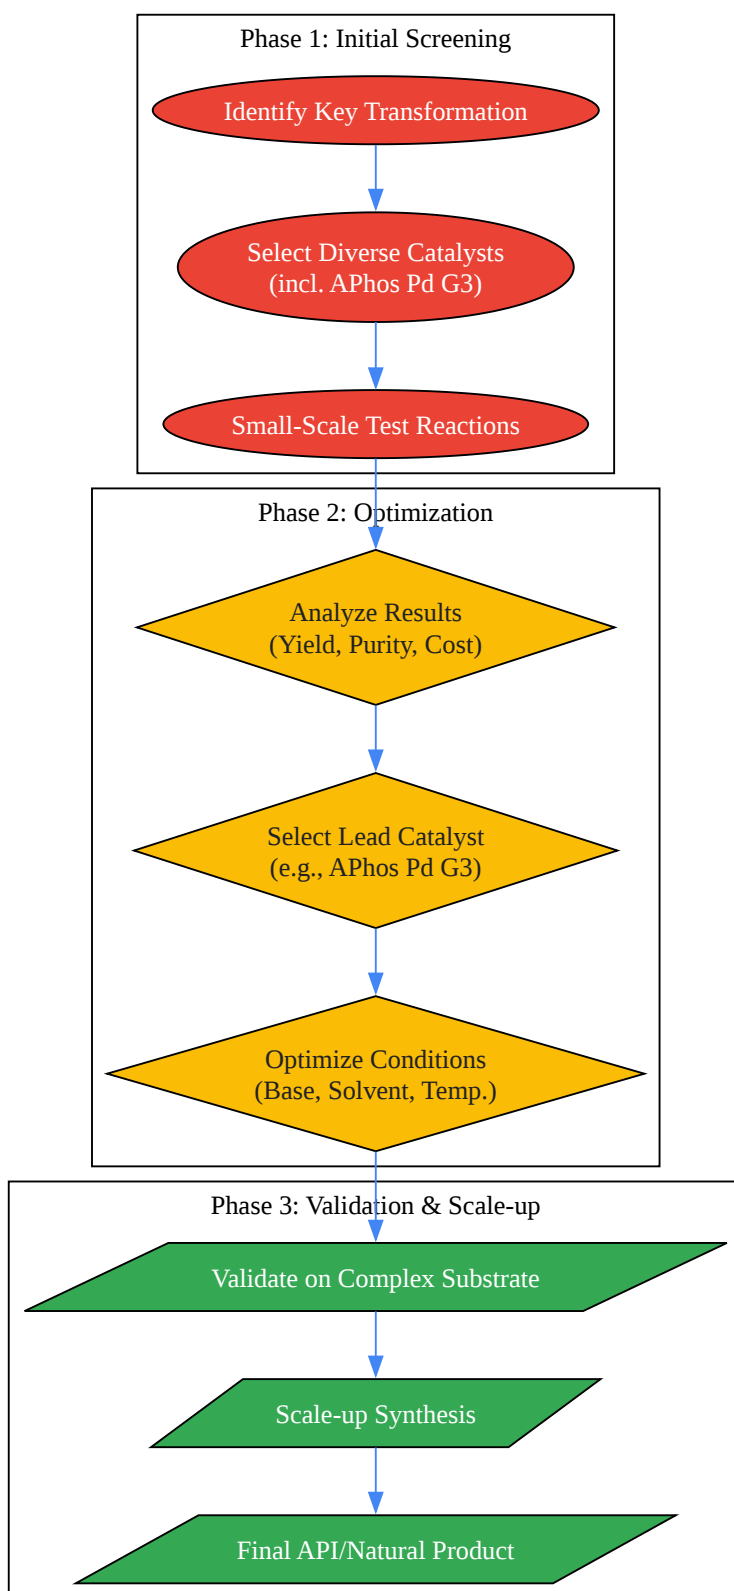 Phase 1: Initial Screening
Identify Key Transformation
Select Diverse Catalysts
(incl. APhos Pd G3)
Small-Scale Test Reactions
Phase 2: Optimization
Analyze Results
(Yield, Purity, Cost)
Select Lead Catalyst
(e.g., APhos Pd G3)
Optimize Conditions
(Base, Solvent, Temp.)
Phase 3: Validation & Scale-up
Validate on Complex Substrate
Scale-up Synthesis
Final API/Natural Product